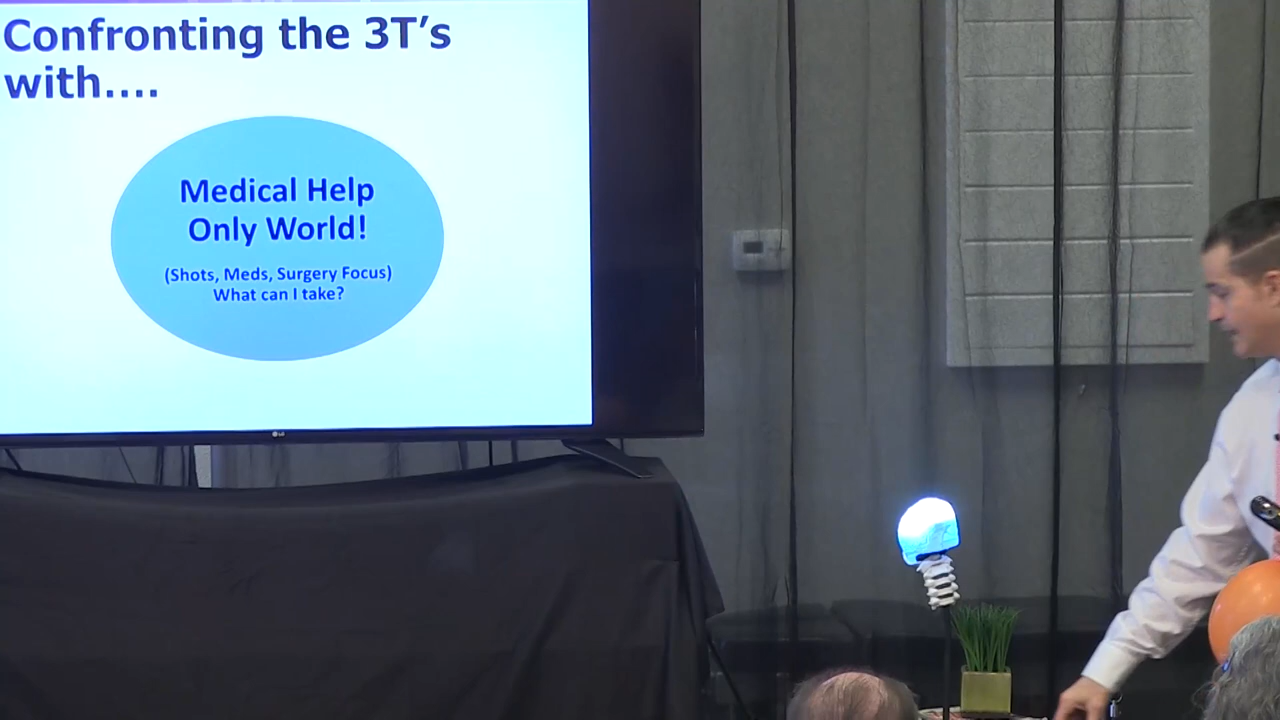 Confronting the 3T's
with....
Medical Help
Only World!
(Shots, Meds, Surgery Focus)
What can I take?
LG